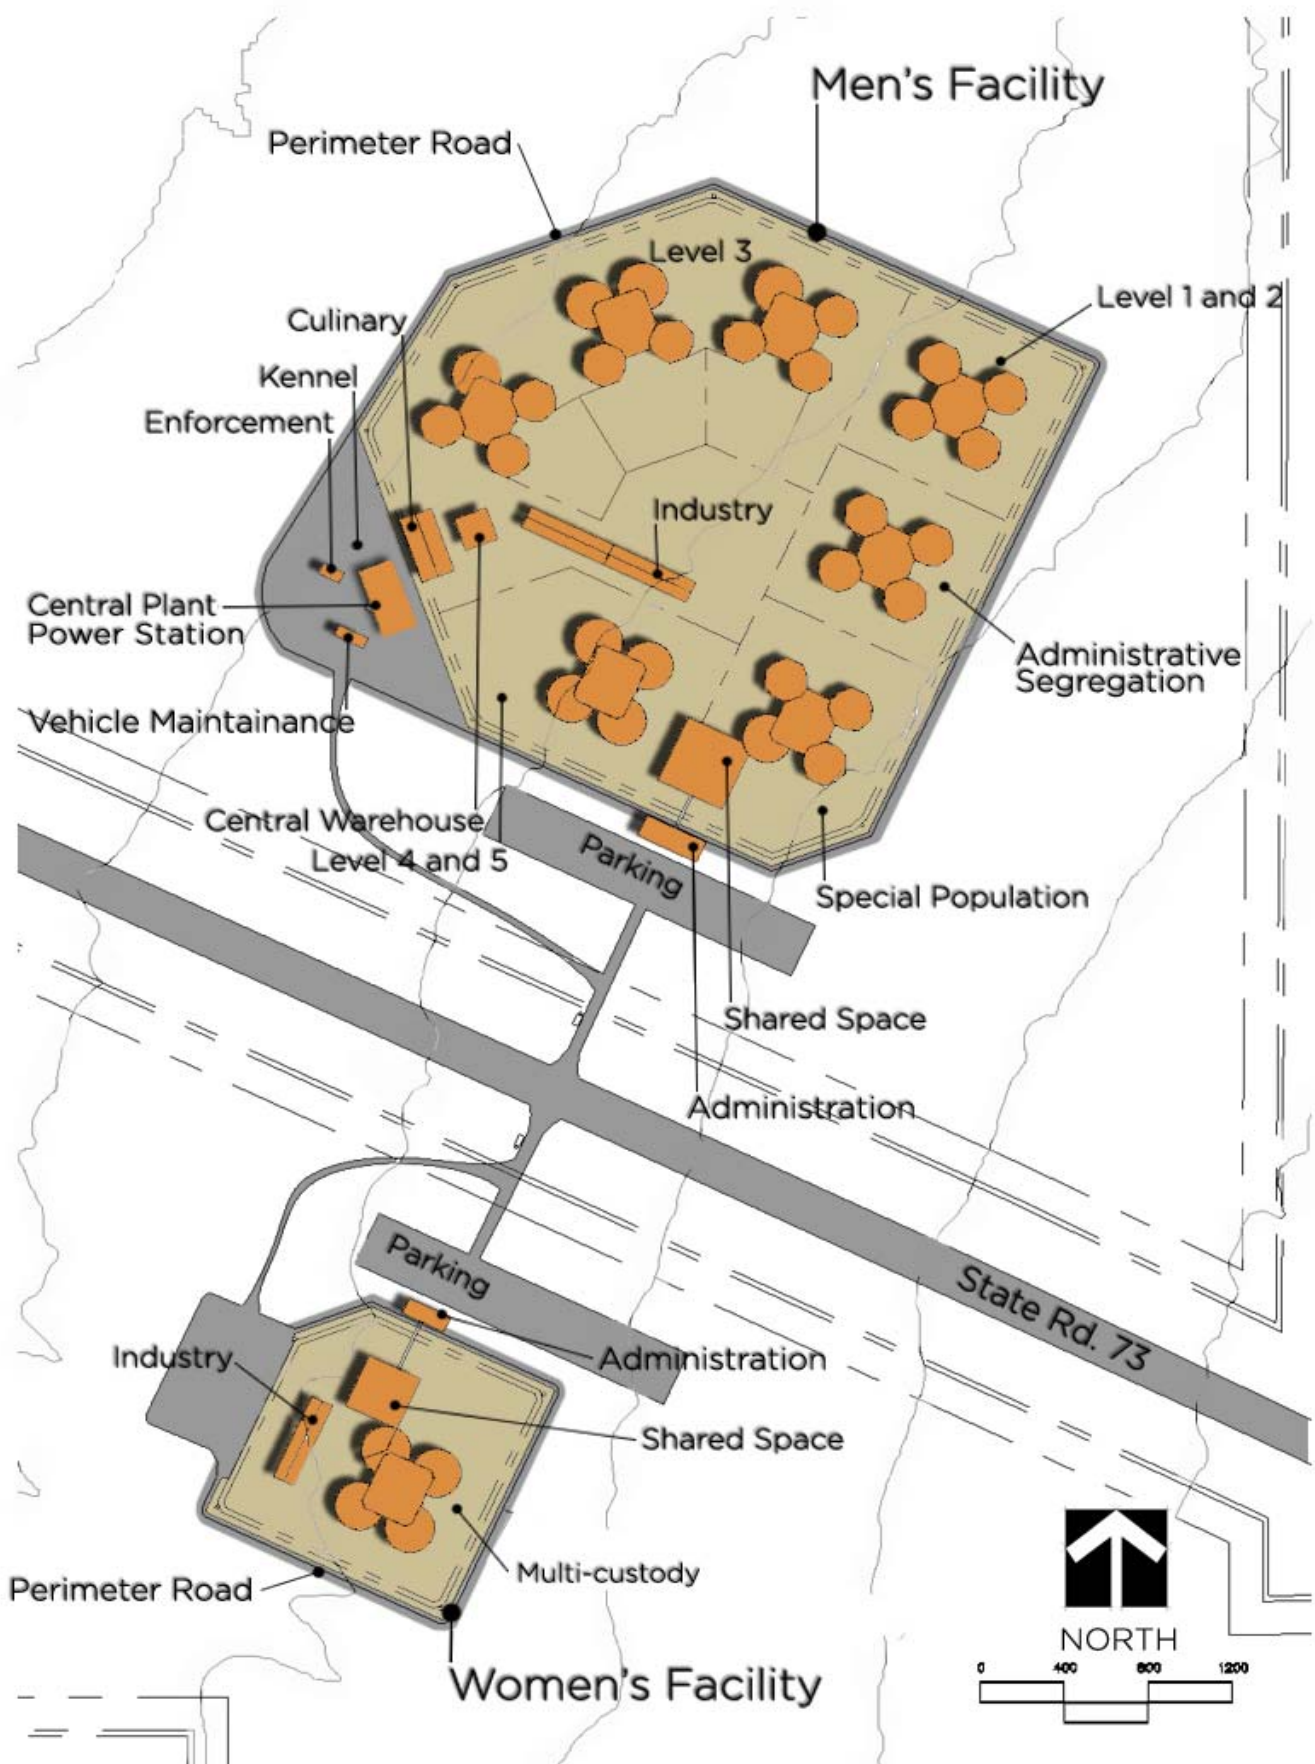 Men's Facility
Perimeter Road
Level 3
Level 1 and 2
Culinary
Kennel
Enforcement
Industry
Central Plant
Power Station
Administrative
Segregation
Vehicle Maintainance
Central Warehouse
Level 4 and 5
Parking
Special Population
Shared Space
Administration
Parking
State Rd. 73
Industry
Administration
Shared Space
Multi-custody
Perimeter Road
Women's Facility
NORTH
0 400 800 1200